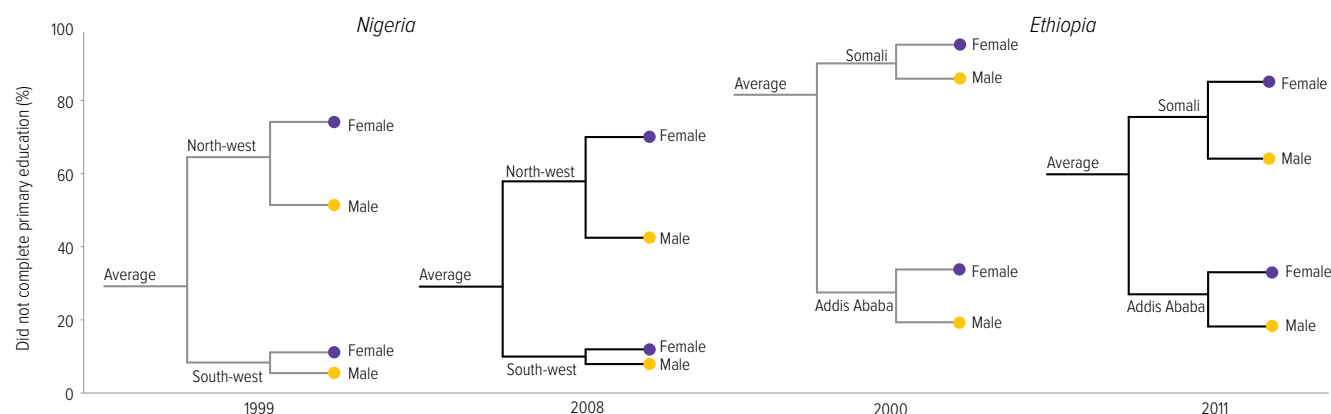 Nigeria
Ethiopia
Did not complete primary education (%)
100
80
60
40
20
0
Average
North-west
Female
Male
South-west
Female
Male
1999
Average
North-west
Female
Male
South-west
Female
Male
2008
Average
Somali
Female
Male
Addis Ababa
Female
Male
2000
Average
Somali
Female
Male
Addis Ababa
Female
Male
2011